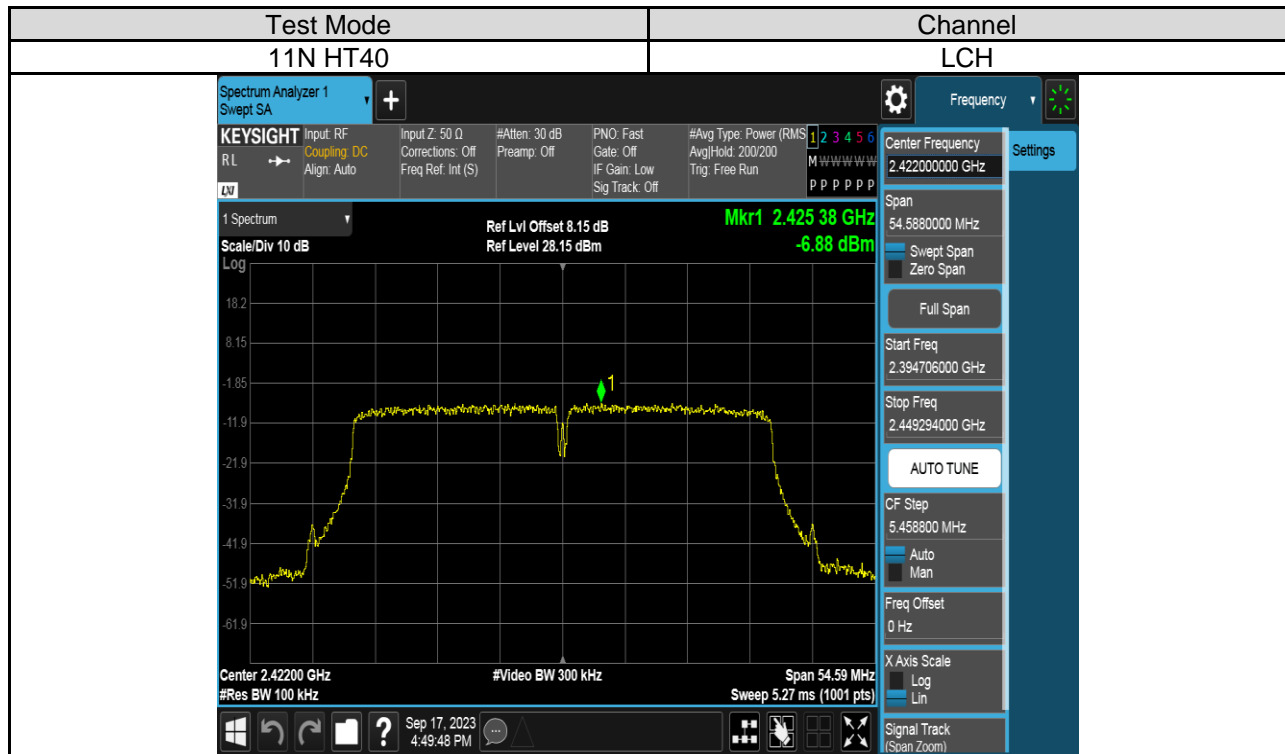 Test Mode Channel
11N HT40 LCH
Spectrum Analyzer 1
Swept SA
+
Frequency
KEYSIGHT Input: RF Input Z: 50 Ω #Atten: 30 dB PNO: Fast #Avg Type: Power (RMS 1 2 3 4 5 6
RL Coupling: DC Corrections: Off Preamp: Off Gate: Off Avg|Hold: 200/200 M W W W W W
Align: Auto Freq Ref: Int (S) IF Gain: Low Trig: Free Run
LXI Sig Track: Off P P P P P P
1 Spectrum Ref Lvl Offset 8.15 dB Mkr1 2.425 38 GHz
Scale/Div 10 dB Ref Level 28.15 dBm -6.88 dBm
Log
18.2
8.15
-1.85
-11.9
-21.9
-31.9
-41.9
-51.9
-61.9
1
Center 2.42200 GHz #Video BW 300 kHz Span 54.59 MHz
#Res BW 100 kHz Sweep 5.27 ms (1001 pts)
Center Frequency
2.422000000 GHz
Settings
Span
54.5880000 MHz
Swept Span
Zero Span
Full Span
Start Freq
2.394706000 GHz
Stop Freq
2.449294000 GHz
AUTO TUNE
CF Step
5.458800 MHz
Auto
Man
Freq Offset
0 Hz
X Axis Scale
Log
Lin
Signal Track
(Span Zoom)
? Sep 17, 2023
4:49:48 PM